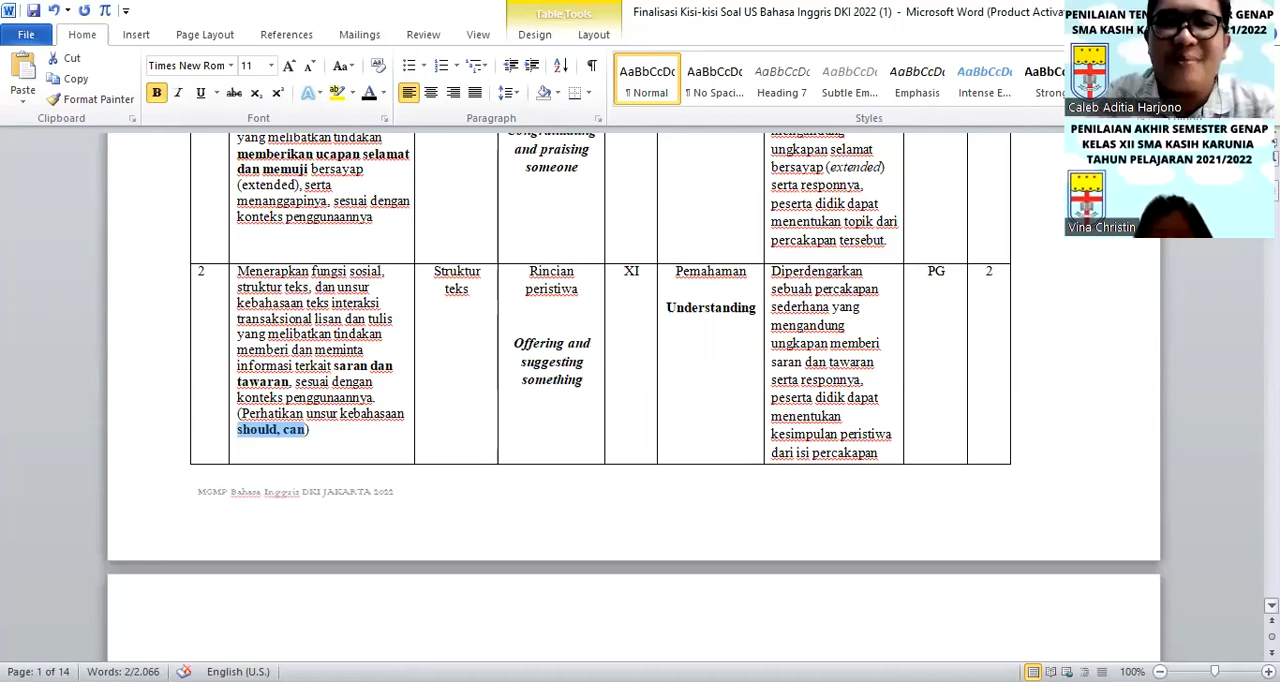 Table Tools
Finalisasi Kisi-kisi Soal US Bahasa Inggris DKI 2022 (1) - Microsoft Word (Product Activa
File
Home
Insert
Page Layout
References
Mailings
Review
View
Design
Layout
Paste
Cut
Copy
Format Painter
Clipboard
Times New Rom
11
Font
Paragraph
AaBbCcDc
¶ Normal
AaBbCcDc
¶ No Spaci...
AaBbCcDc
Heading 7
AaBbCcDc
Subtle Em...
AaBbCcDc
Emphasis
AaBbCcDc
Intense E...
AaBbCc
Strong
Styles
PENILAIAN TEN
R GENAP
SMA KASIH K
1/2022
Caleb Aditia Harjono
PENILAIAN AKHIR SEMESTER GENAP
KELAS XII SMA KASIH KARUNIA
TAHUN PELAJARAN 2021/2022
Vina Christin
yang melibatkan tindakan
memberikan ucapan selamat
dan memuji bersayap
(extended), serta
menanggapinya, sesuai dengan
konteks penggunaannya
and praising
someone
mengandung
ungkapan selamat
bersayap (extended)
serta responnya,
peserta didik dapat
menentukan topik dari
percakapan tersebut.
2
Menerapkan fungsi sosial,
struktur teks, dan unsur
kebahasaan teks interaksi
transaksional lisan dan tulis
yang melibatkan tindakan
memberi dan meminta
informasi terkait saran dan
tawaran, sesuai dengan
konteks penggunaannya.
(Perhatikan unsur kebahasaan
should, can)
Struktur
teks
Rincian
peristiwa
Offering and
suggesting
something
XI
Pemahaman
Understanding
Diperdengarkan
sebuah percakapan
sederhana yang
mengandung
ungkapan memberi
saran dan tawaran
serta responnya,
peserta didik dapat
menentukan
kesimpulan peristiwa
dari isi percakapan
PG
2
MGMP Bahasa Inggris DKI JAKARTA 2022
Page: 1 of 14
Words: 2/2.066
English (U.S.)
100%